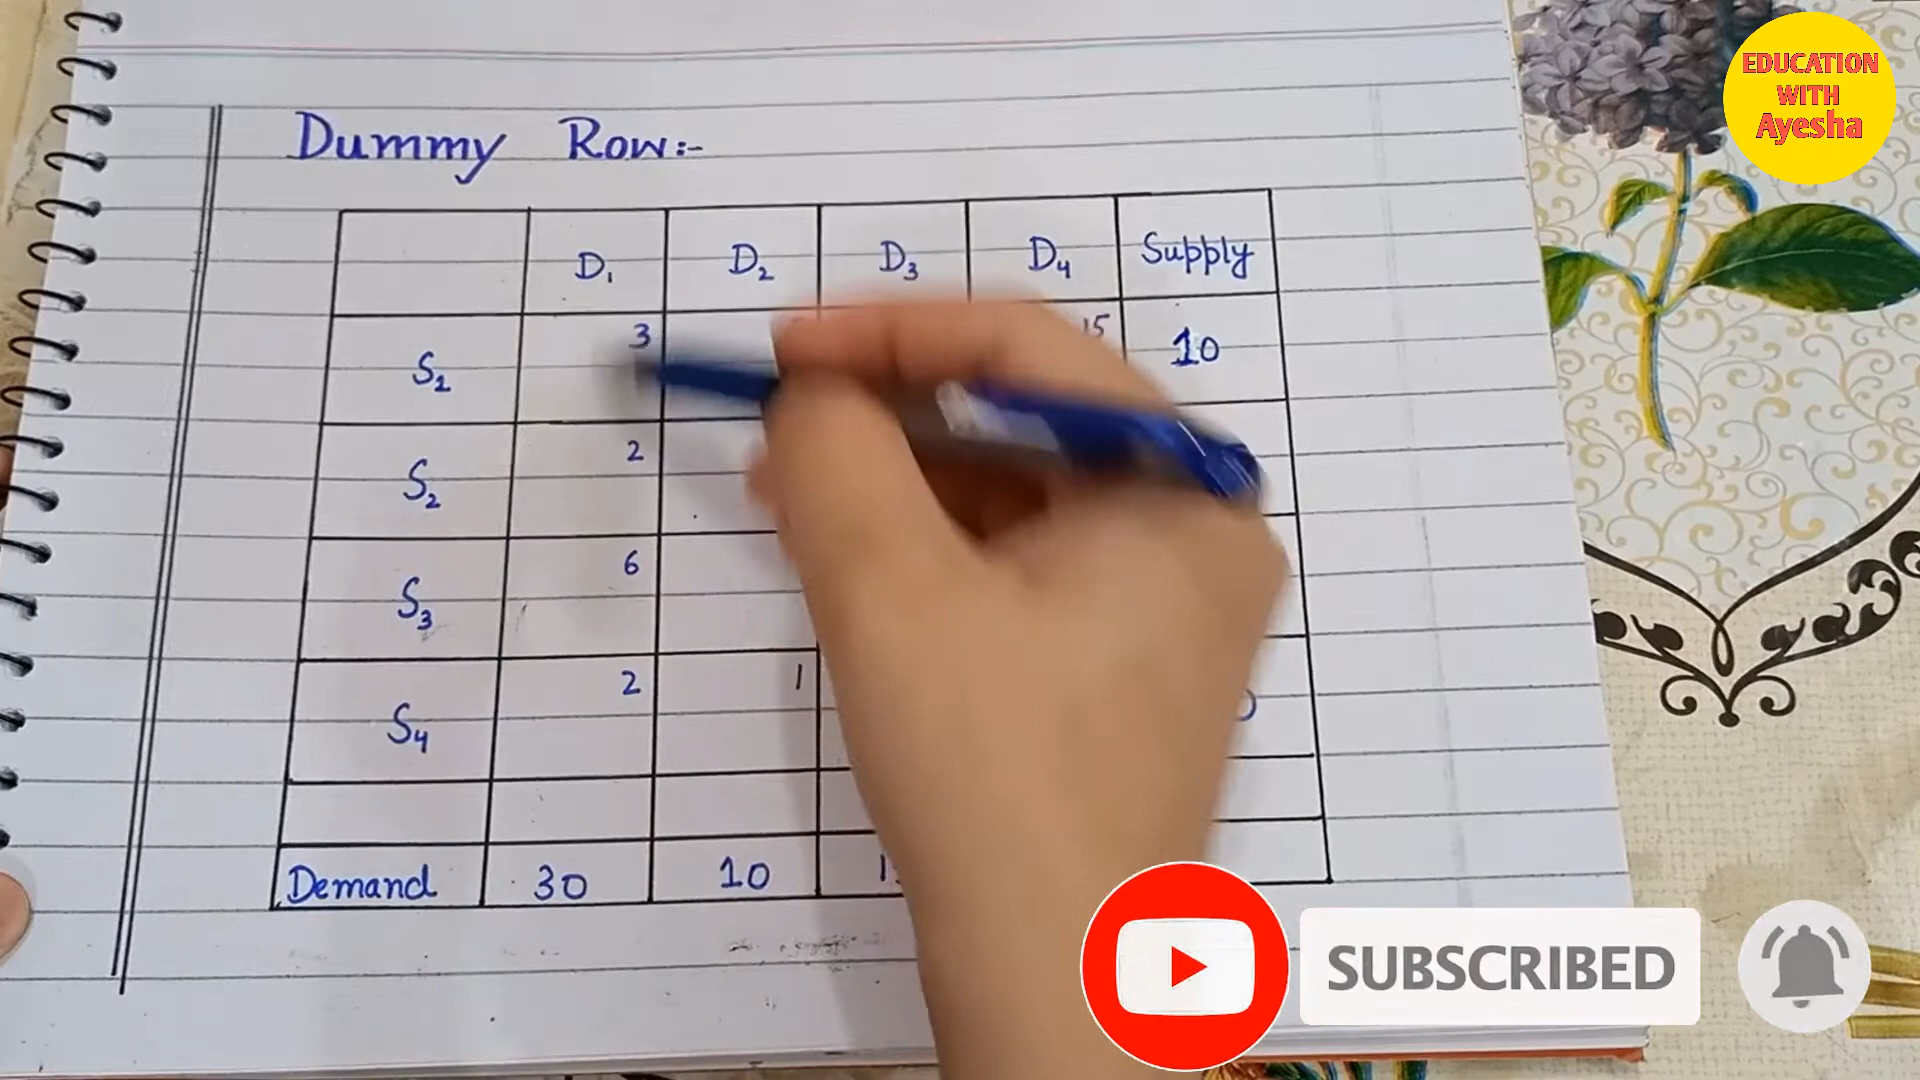 EDUCATION
WITH
Ayesha
Dummy Row:-
D₁ D₂ D₃ D₄ Supply
S₂ 3 15 10
S₂ 2
S₃ 6
S₄ 2 1
Demand 30 10
SUBSCRIBED